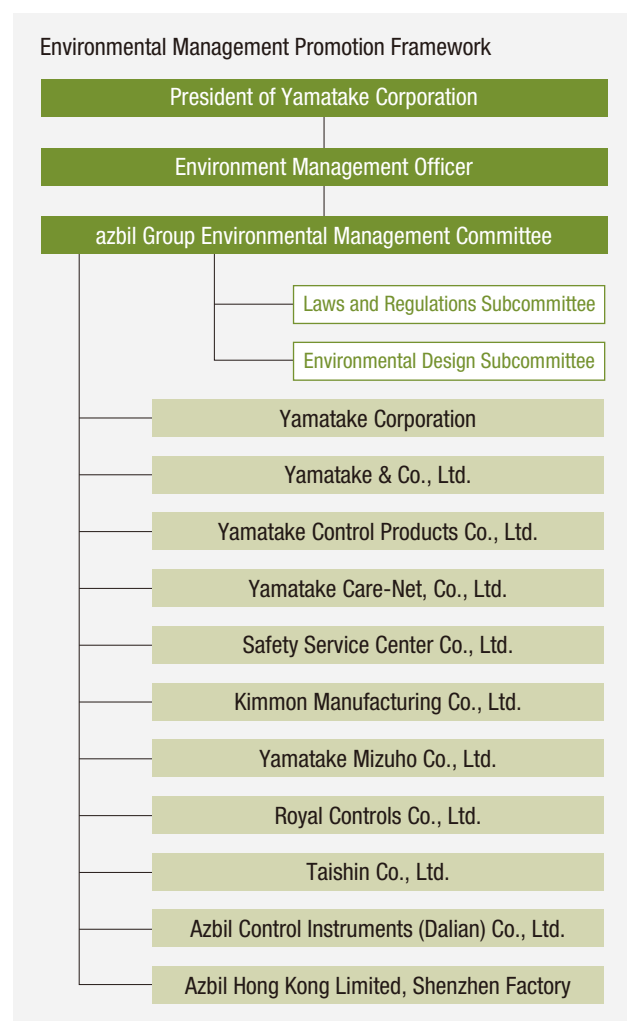 Environmental Management Promotion Framework
President of Yamatake Corporation
Environment Management Officer
azbil Group Environmental Management Committee
Laws and Regulations Subcommittee
Environmental Design Subcommittee
Yamatake Corporation
Yamatake & Co., Ltd.
Yamatake Control Products Co., Ltd.
Yamatake Care-Net, Co., Ltd.
Safety Service Center Co., Ltd.
Kimmon Manufacturing Co., Ltd.
Yamatake Mizuho Co., Ltd.
Royal Controls Co., Ltd.
Taishin Co., Ltd.
Azbil Control Instruments (Dalian) Co., Ltd.
Azbil Hong Kong Limited, Shenzhen Factory